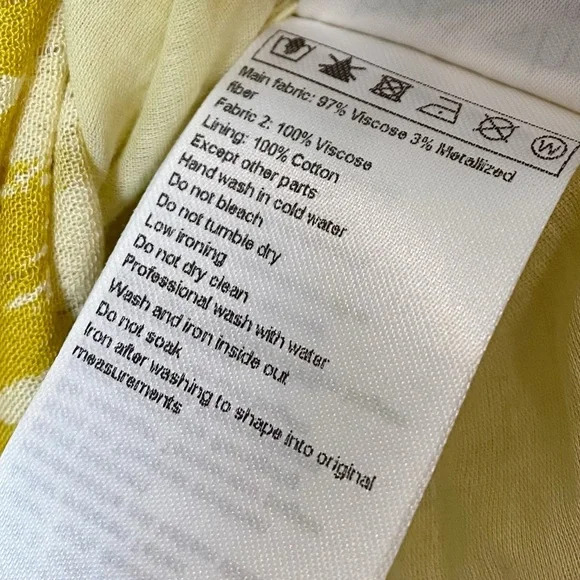 W
Main fabric: 97% Viscose 3% Metallized
fiber
Fabric 2: 100% Viscose
Lining: 100% Cotton
Except other parts
Hand wash in cold water
Do not bleach
Do not tumble dry
Low ironing
Do not dry clean
Professional wash with water
Wash and iron inside out
Do not soak
Iron after washing to shape into original
measurements